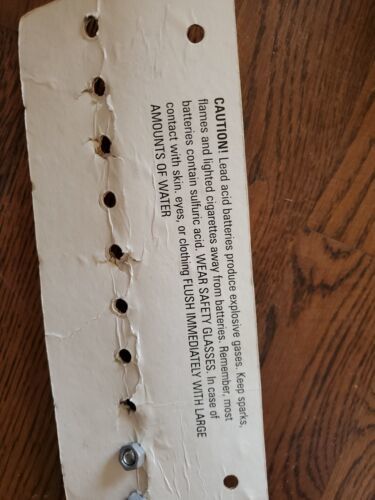 CAUTION! Lead acid batteries produce explosive gases. Keep sparks,
flames and lighted cigarettes away from batteries. Remember, most
batteries contain sulfuric acid. WEAR SAFETY GLASSES. In case of
contact with skin, eyes, or clothing FLUSH IMMEDIATELY WITH LARGE
AMOUNTS OF WATER